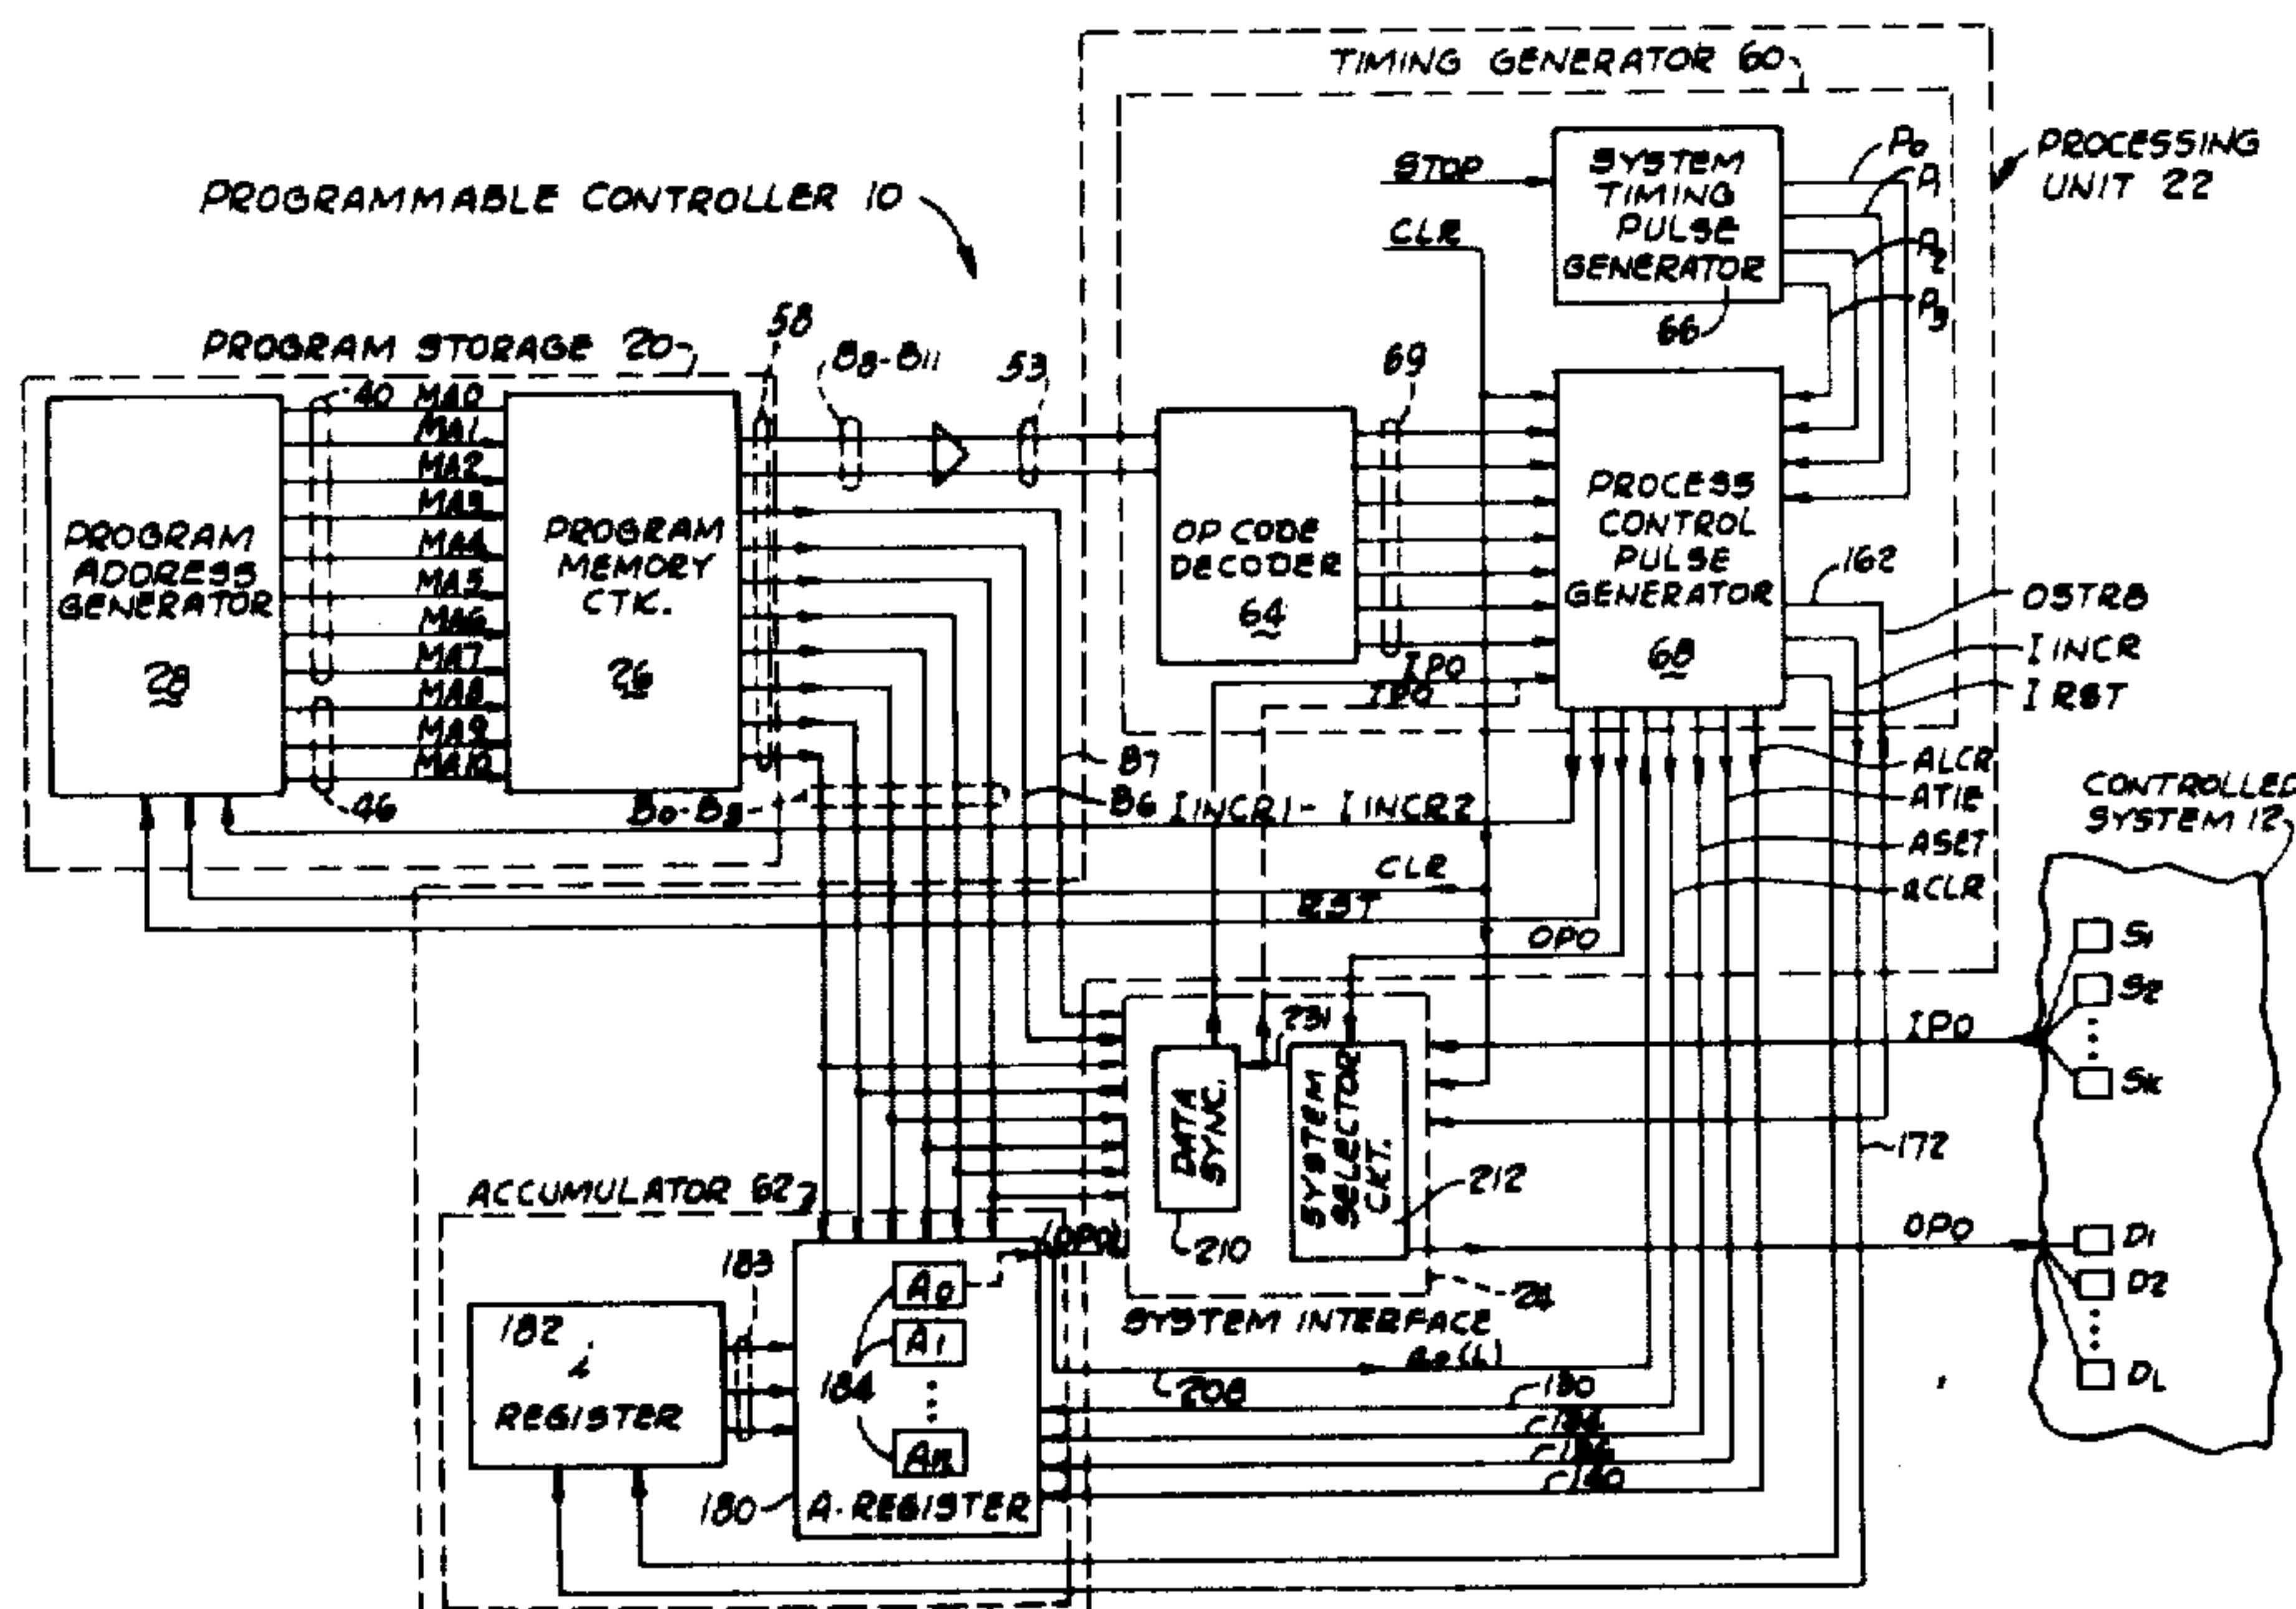 TIMING GENERATOR 60
PROCESSING
UNIT 22
PROGRAMMABLE CONTROLLER 10
STOP
CLR
SYSTEM
TIMING
PULSE
GENERATOR
66
P0
P1
P2
P3
PROGRAM STORAGE 20
58
B8-B11
53
69
40
MA0
MA1
MA2
MA3
MA4
MA5
MA6
MA7
MA8
MA9
MA10
46
PROGRAM
ADDRESS
GENERATOR
28
PROGRAM
MEMORY
CTK.
26
OP CODE
DECODER
64
PROCESS
CONTROL
PULSE
GENERATOR
68
162
OSTRB
I INCR
I RST
IPO
IPO
B7
B6
B0-B5
I INCR1 - I INCR2
ALCR
ATIE
ASET
ACLR
CONTROLLED
SYSTEM 12
CLR
RST
OPO
S1
S2
SK
IPO
231
DATA
SYNC.
210
SYSTEM
SELECTOR
CKT.
212
172
ACCUMULATOR 62
(OPO)
OPO
D1
D2
DL
24
SYSTEM INTERFACE
183
182
i
REGISTER
A0
A1
An
184
180
A-REGISTER
208
A0(L)